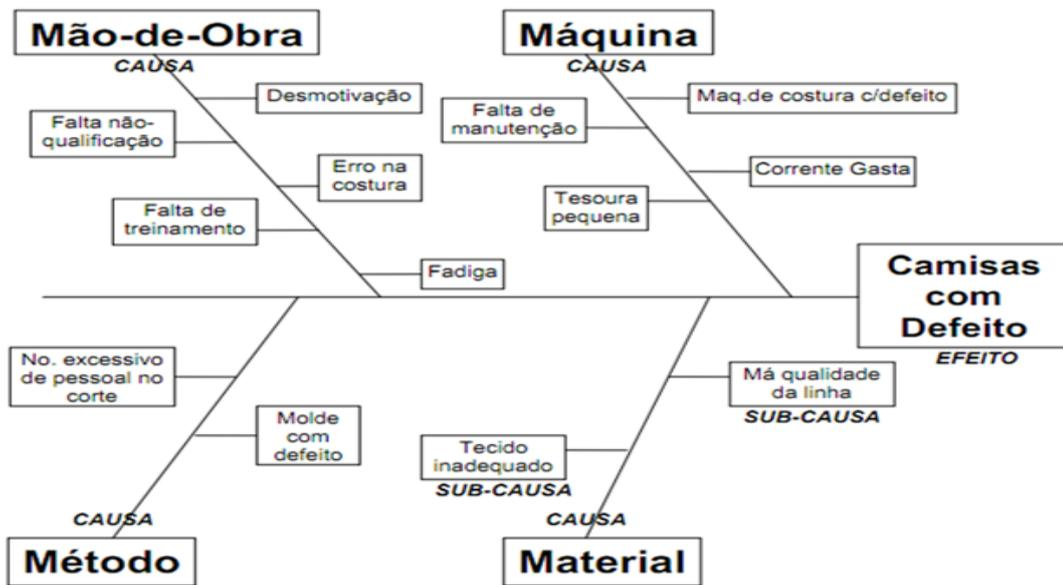 Mão-de-Obra
CAUSA
Desmotivação
Falta não-
qualificação
Erro na
costura
Falta de
treinamento
Fadiga
Máquina
CAUSA
Maq.de costura c/defeito
Falta de
manutenção
Corrente Gasta
Tesoura
pequena
Camisas
com
Defeito
EFEITO
No. excessivo
de pessoal no
corte
Molde
com
defeito
CAUSA
Método
Má qualidade
da linha
SUB-CAUSA
Tecido
inadequado
SUB-CAUSA
CAUSA
Material